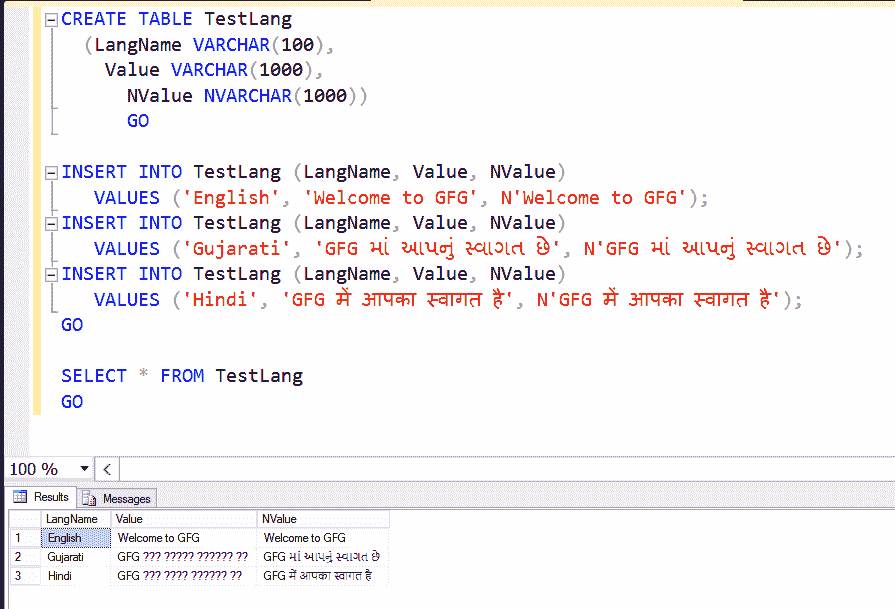 CREATE TABLE TestLang
(LangName VARCHAR(100),
Value VARCHAR(1000),
NValue NVARCHAR(1000))
GO
INSERT INTO TestLang (LangName, Value, NValue)
VALUES ('English', 'Welcome to GFG', N'Welcome to GFG');
INSERT INTO TestLang (LangName, Value, NValue)
VALUES ('Gujarati', 'GFG માં આપનું સ્વાગત છે', N'GFG માં આપનું સ્વાગત છે');
INSERT INTO TestLang (LangName, Value, NValue)
VALUES ('Hindi', 'GFG में आपका स्वागत है', N'GFG में आपका स्वागत है');
GO
SELECT * FROM TestLang
GO
100 %
Results Messages
LangName Value NValue
1 English Welcome to GFG Welcome to GFG
2 Gujarati GFG ??? ????? ?????? ?? GFG માં આપનું સ્વાગત છે
3 Hindi GFG ??? ???? ?????? ?? GFG में आपका स्वागत है